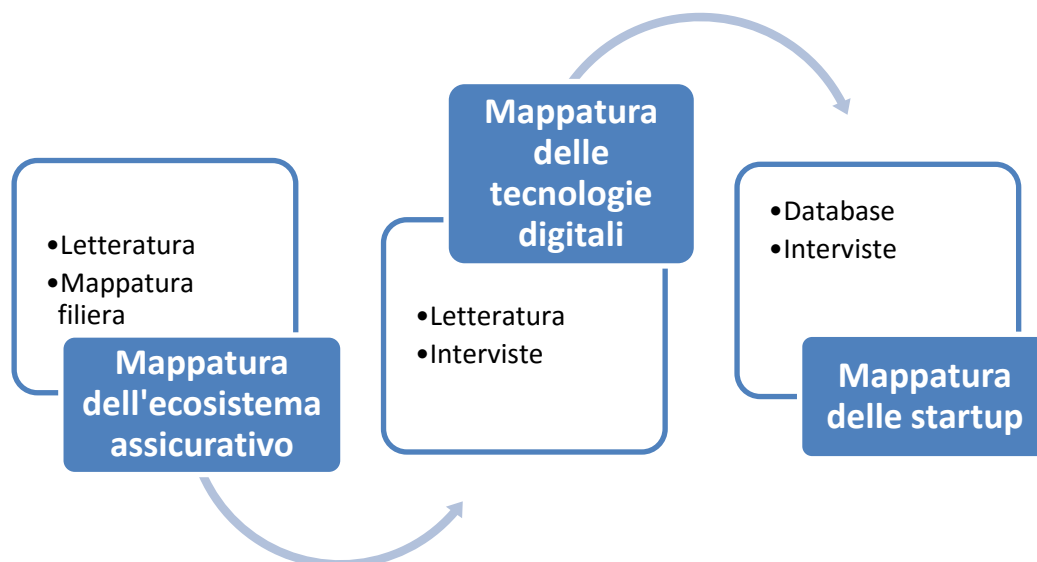 •Letteratura
•Mappatura
filiera
Mappatura
dell'ecosistema
assicurativo
Mappatura
delle
tecnologie
digitali
•Letteratura
•Interviste
•Database
•Interviste
Mappatura
delle startup